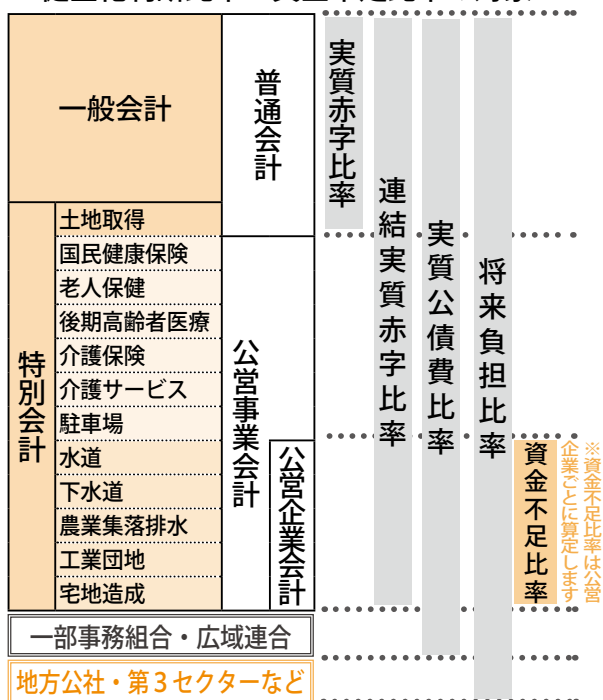 一般会計
普通会計
特別会計
土地取得
国民健康保険
老人保健
後期高齢者医療
介護保険
介護サービス
駐車場
水道
下水道
農業集落排水
工業団地
宅地造成
公営事業会計
公営企業会計
一部事務組合・広域連合
地方公社・第3セクターなど
実質赤字比率
連結実質赤字比率
実質公債費比率
将来負担比率
資金不足比率
※資金不足比率は公営
企業ごとに算定します